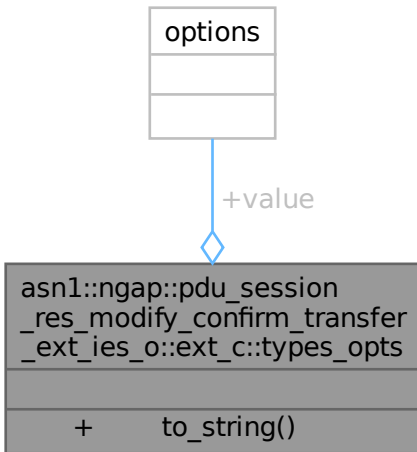 options
+value
asn1::ngap::pdu_session
_res_modify_confirm_transfer
_ext_ies_o::ext_c::types_opts
+ to_string()